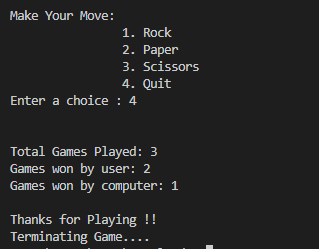 Make Your Move:
1. Rock
2. Paper
3. Scissors
4. Quit
Enter a choice : 4
Total Games Played: 3
Games won by user: 2
Games won by computer: 1
Thanks for Playing !!
Terminating Game....